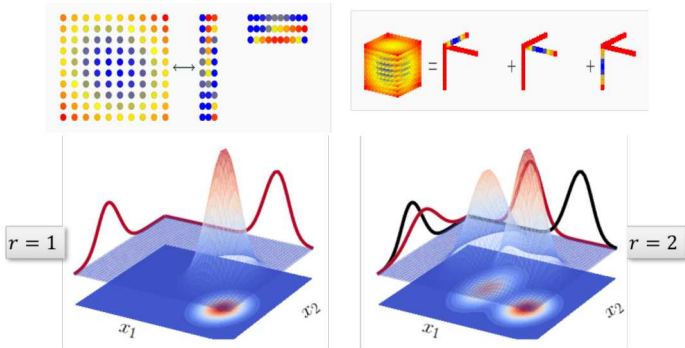 = + +
r = 1
r = 2
x₁
x₂
x₁
x₂